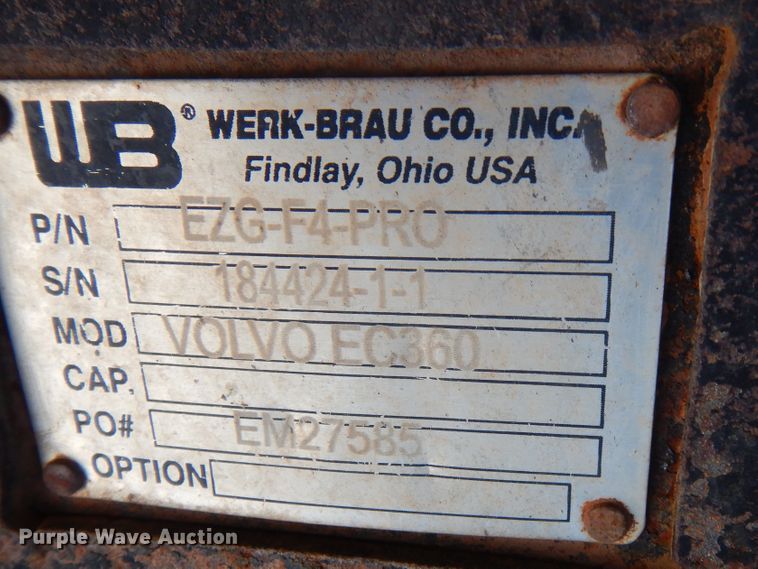 WB® WERK-BRAU CO., INC.
Findlay, Ohio USA
P/N EZG-F4-PRO
S/N 184424-1-1
MOD VOLVO EC360
CAP.
PO# EM27585
OPTION
Purple Wave Auction